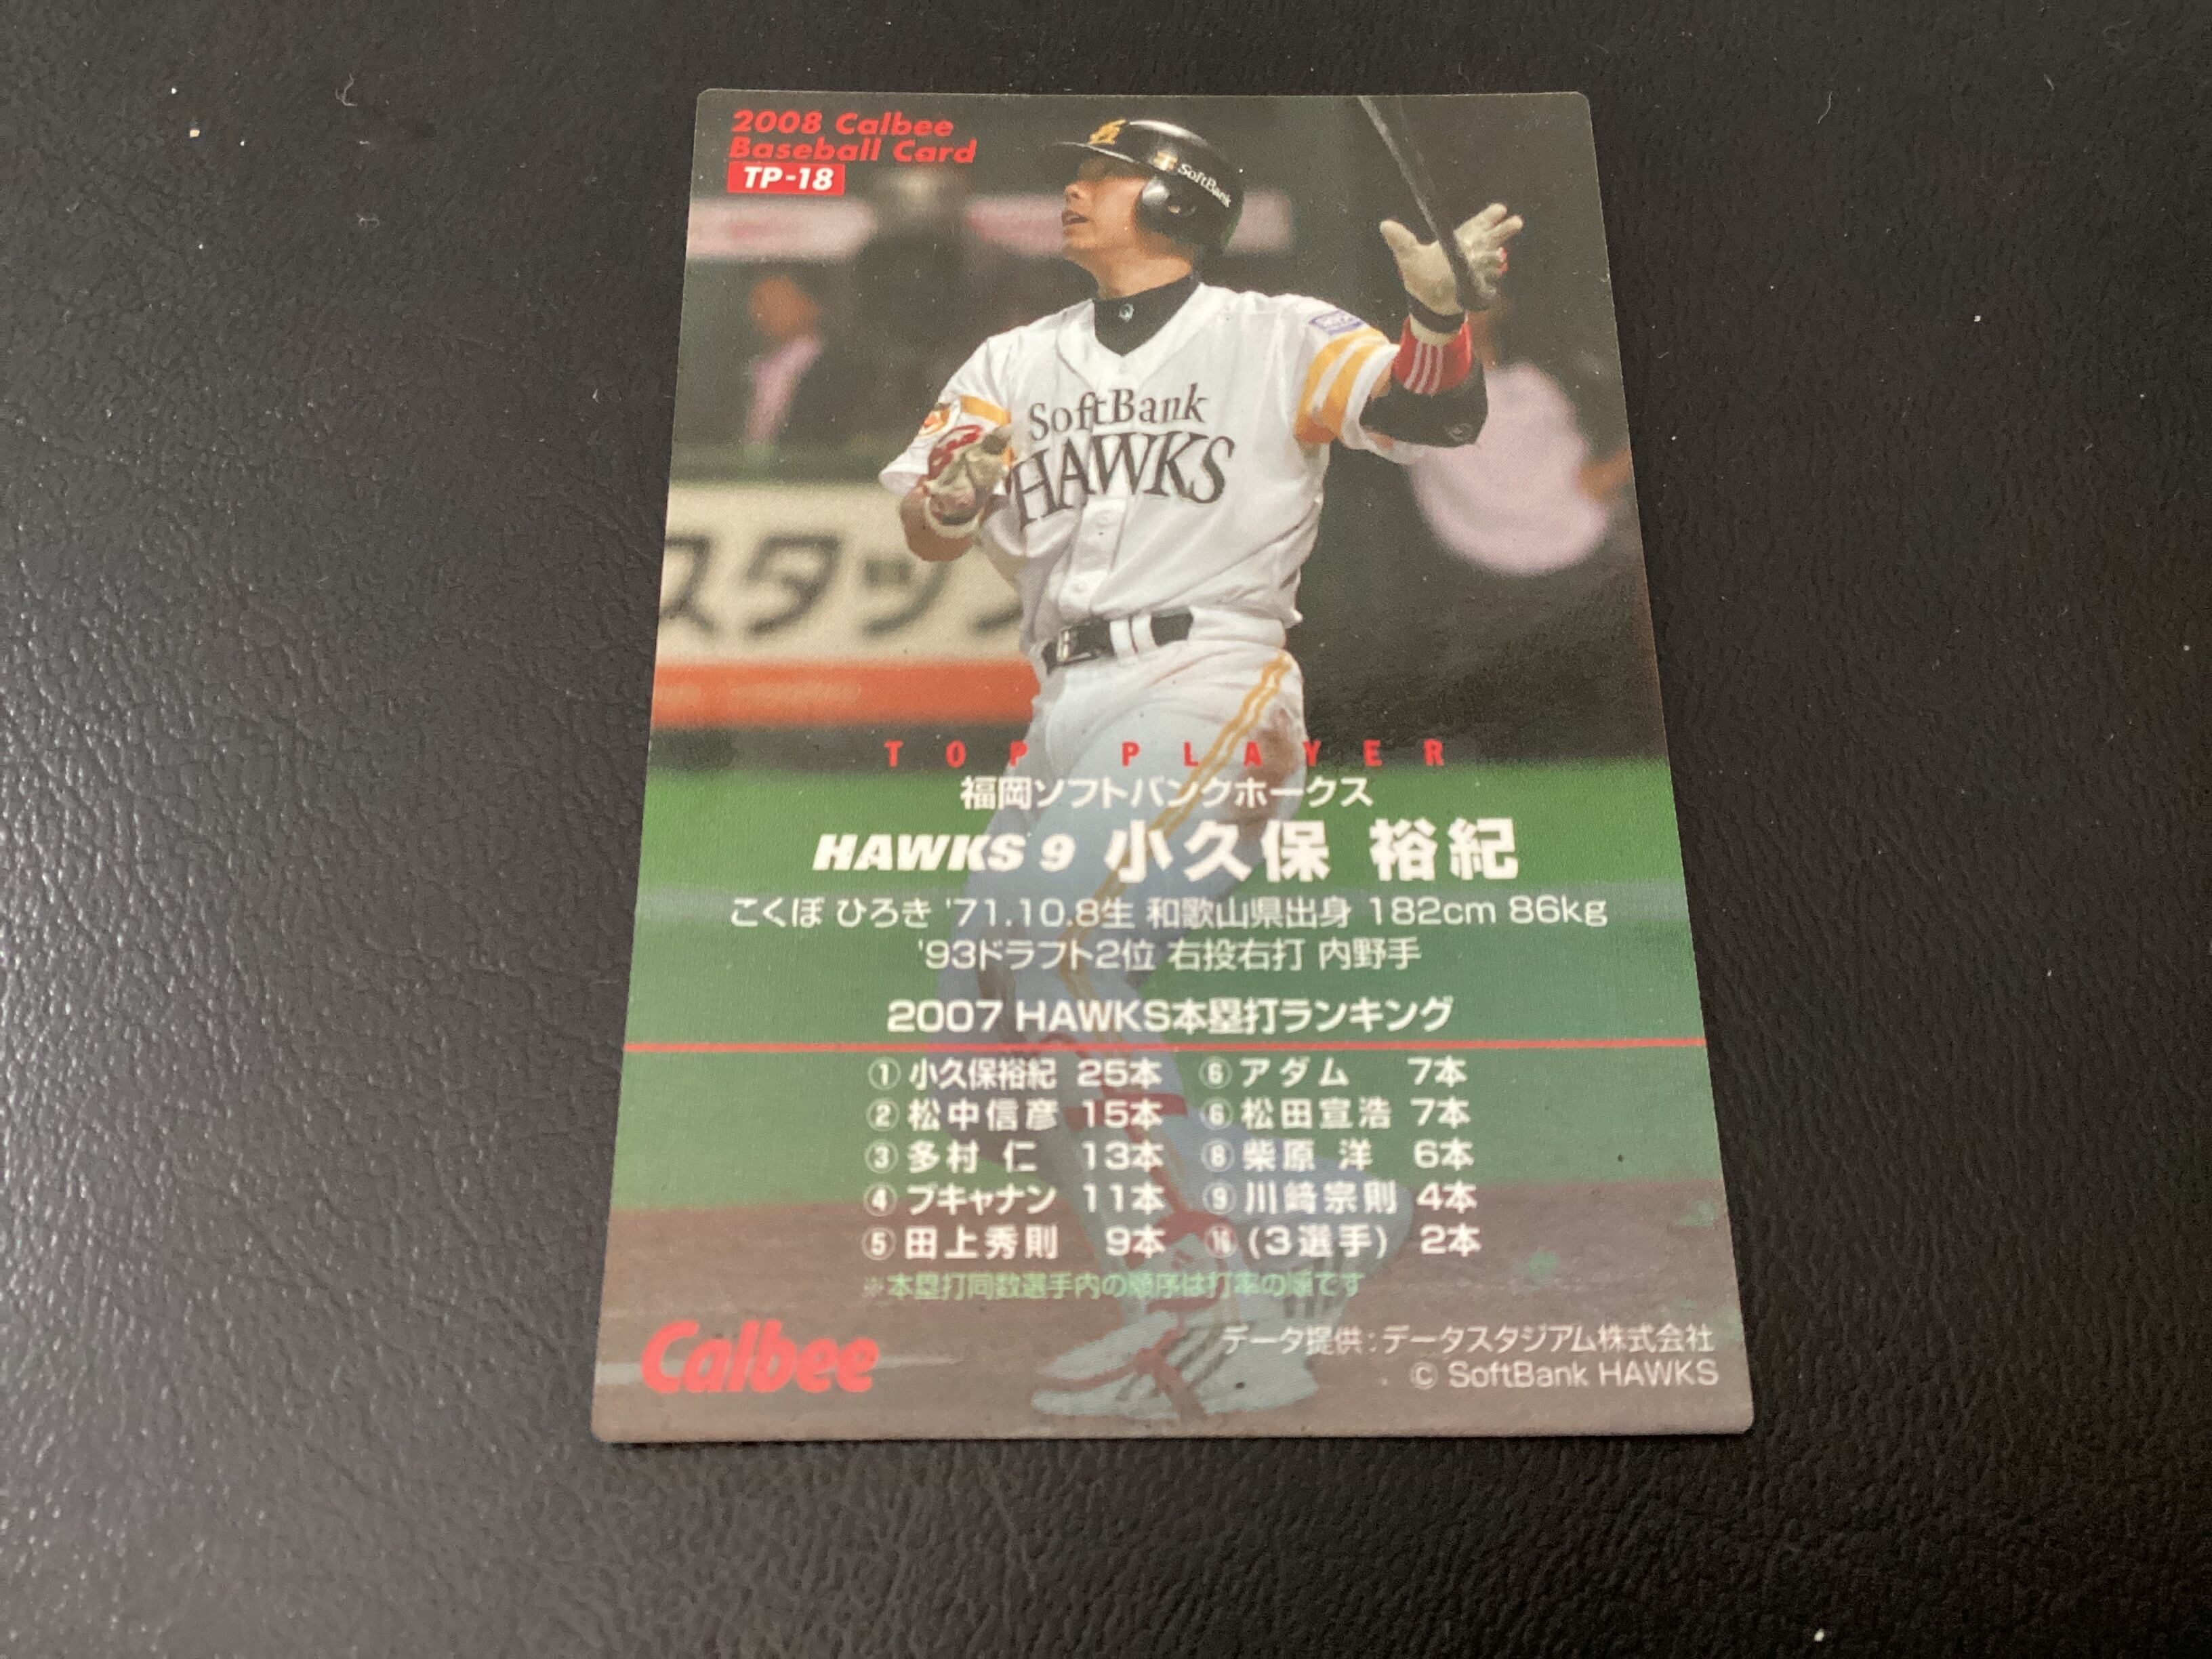 2008 Calbee
Baseball Card
TP-18
SoftBank
SoftBank
HAWKS
スタッフ
TOP PLAYER
福岡ソフトバンクホークス
HAWKS 9 小久保 裕紀
こくぼ ひろき '71.10.8生 和歌山県出身 182cm 86kg
'93ドラフト2位 右投右打 内野手
2007 HAWKS本塁打ランキング
① 小久保裕紀 25本 ⑥ アダム 7本
② 松中信彦 15本 ⑥ 松田宣浩 7本
③ 多村 仁 13本 ⑧ 柴原 洋 6本
④ ブキャナン 11本 ⑨ 川﨑宗則 4本
⑤ 田上秀則 9本 ⑩ (3選手) 2本
※本塁打同数選手内の順序は打率の順です
Calbee
データ提供：データスタジアム株式会社
© SoftBank HAWKS